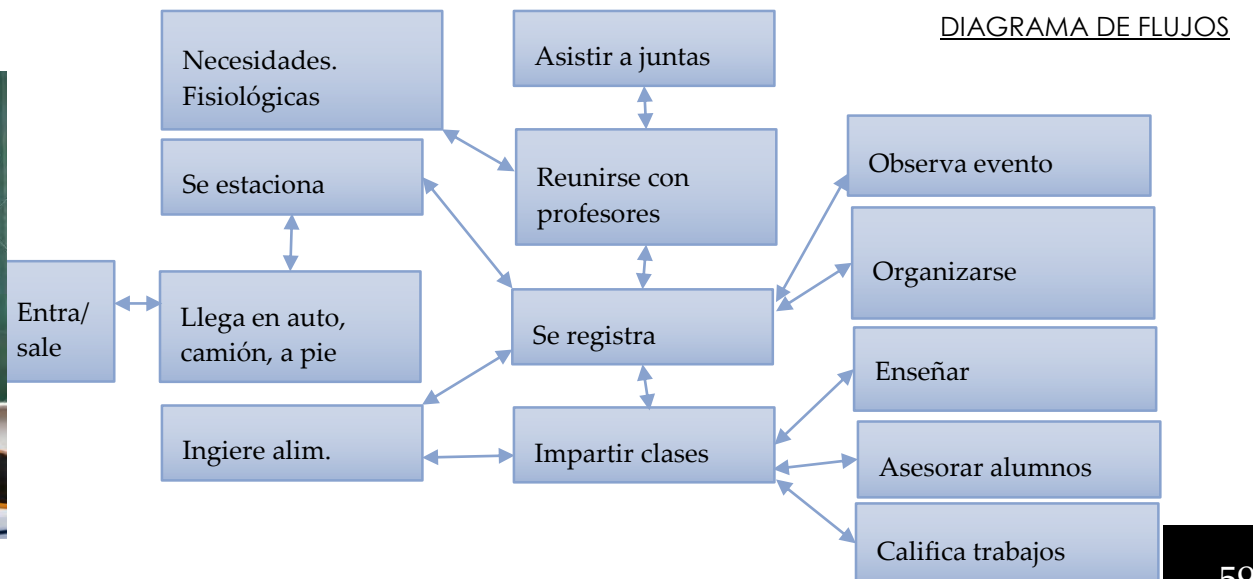 DIAGRAMA DE FLUJOS
Necesidades.
Fisiológicas
Asistir a juntas
Se estaciona
Reunirse con
profesores
Observa evento
Organizarse
Entra/
sale
Llega en auto,
camión, a pie
Se registra
Enseñar
Ingiere alim.
Impartir clases
Asesorar alumnos
Califica trabajos